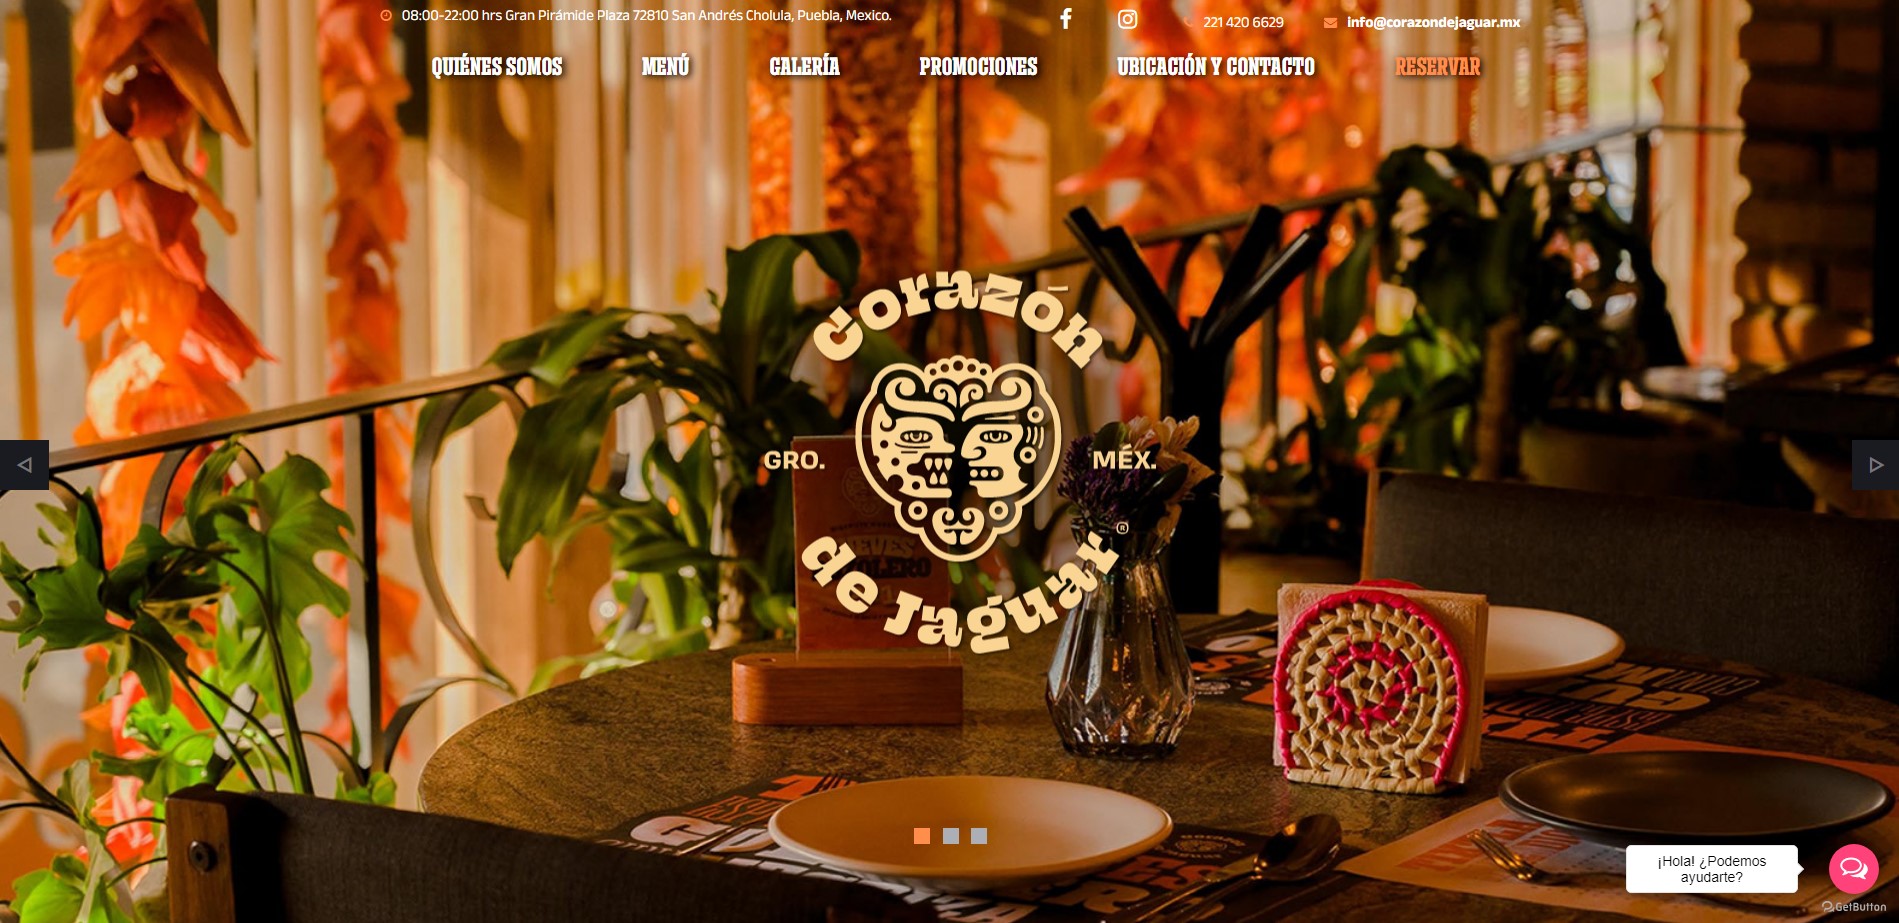 08:00-22:00 hrs Gran Pirámide Plaza 72810 San Andrés Cholula, Puebla, Mexico.
221 420 6629
info@corazondejaguar.mx
QUIÉNES SOMOS
MENÚ
GALERÍA
PROMOCIONES
UBICACIÓN Y CONTACTO
RESERVAR
Corazón
GRO.
MÉX.
de Jaguar®
¡Hola! ¿Podemos
ayudarte?
GetButton